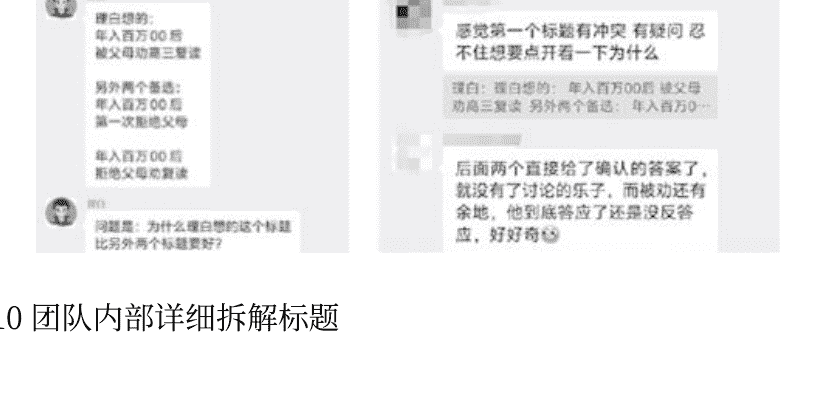 理白想的：
年入百万00后
被父母劝高三复读
另外两个备选：
年入百万00后
第一次拒绝父母
年入百万00后
拒绝父母劝复读
理白
问题是：为什么理白想的这个标题
比另外两个标题要好？
感觉第一个标题有冲突 有疑问 忍
不住想要点开看一下为什么
理白：理白想的： 年入百万00后 被父母
劝高三复读 另外两个备选： 年入百万0…
后面两个直接给了确认的答案了，
就没有了讨论的乐子，而被劝还有
余地，他到底答应了还是没反答
应，好好奇
10 团队内部详细拆解标题